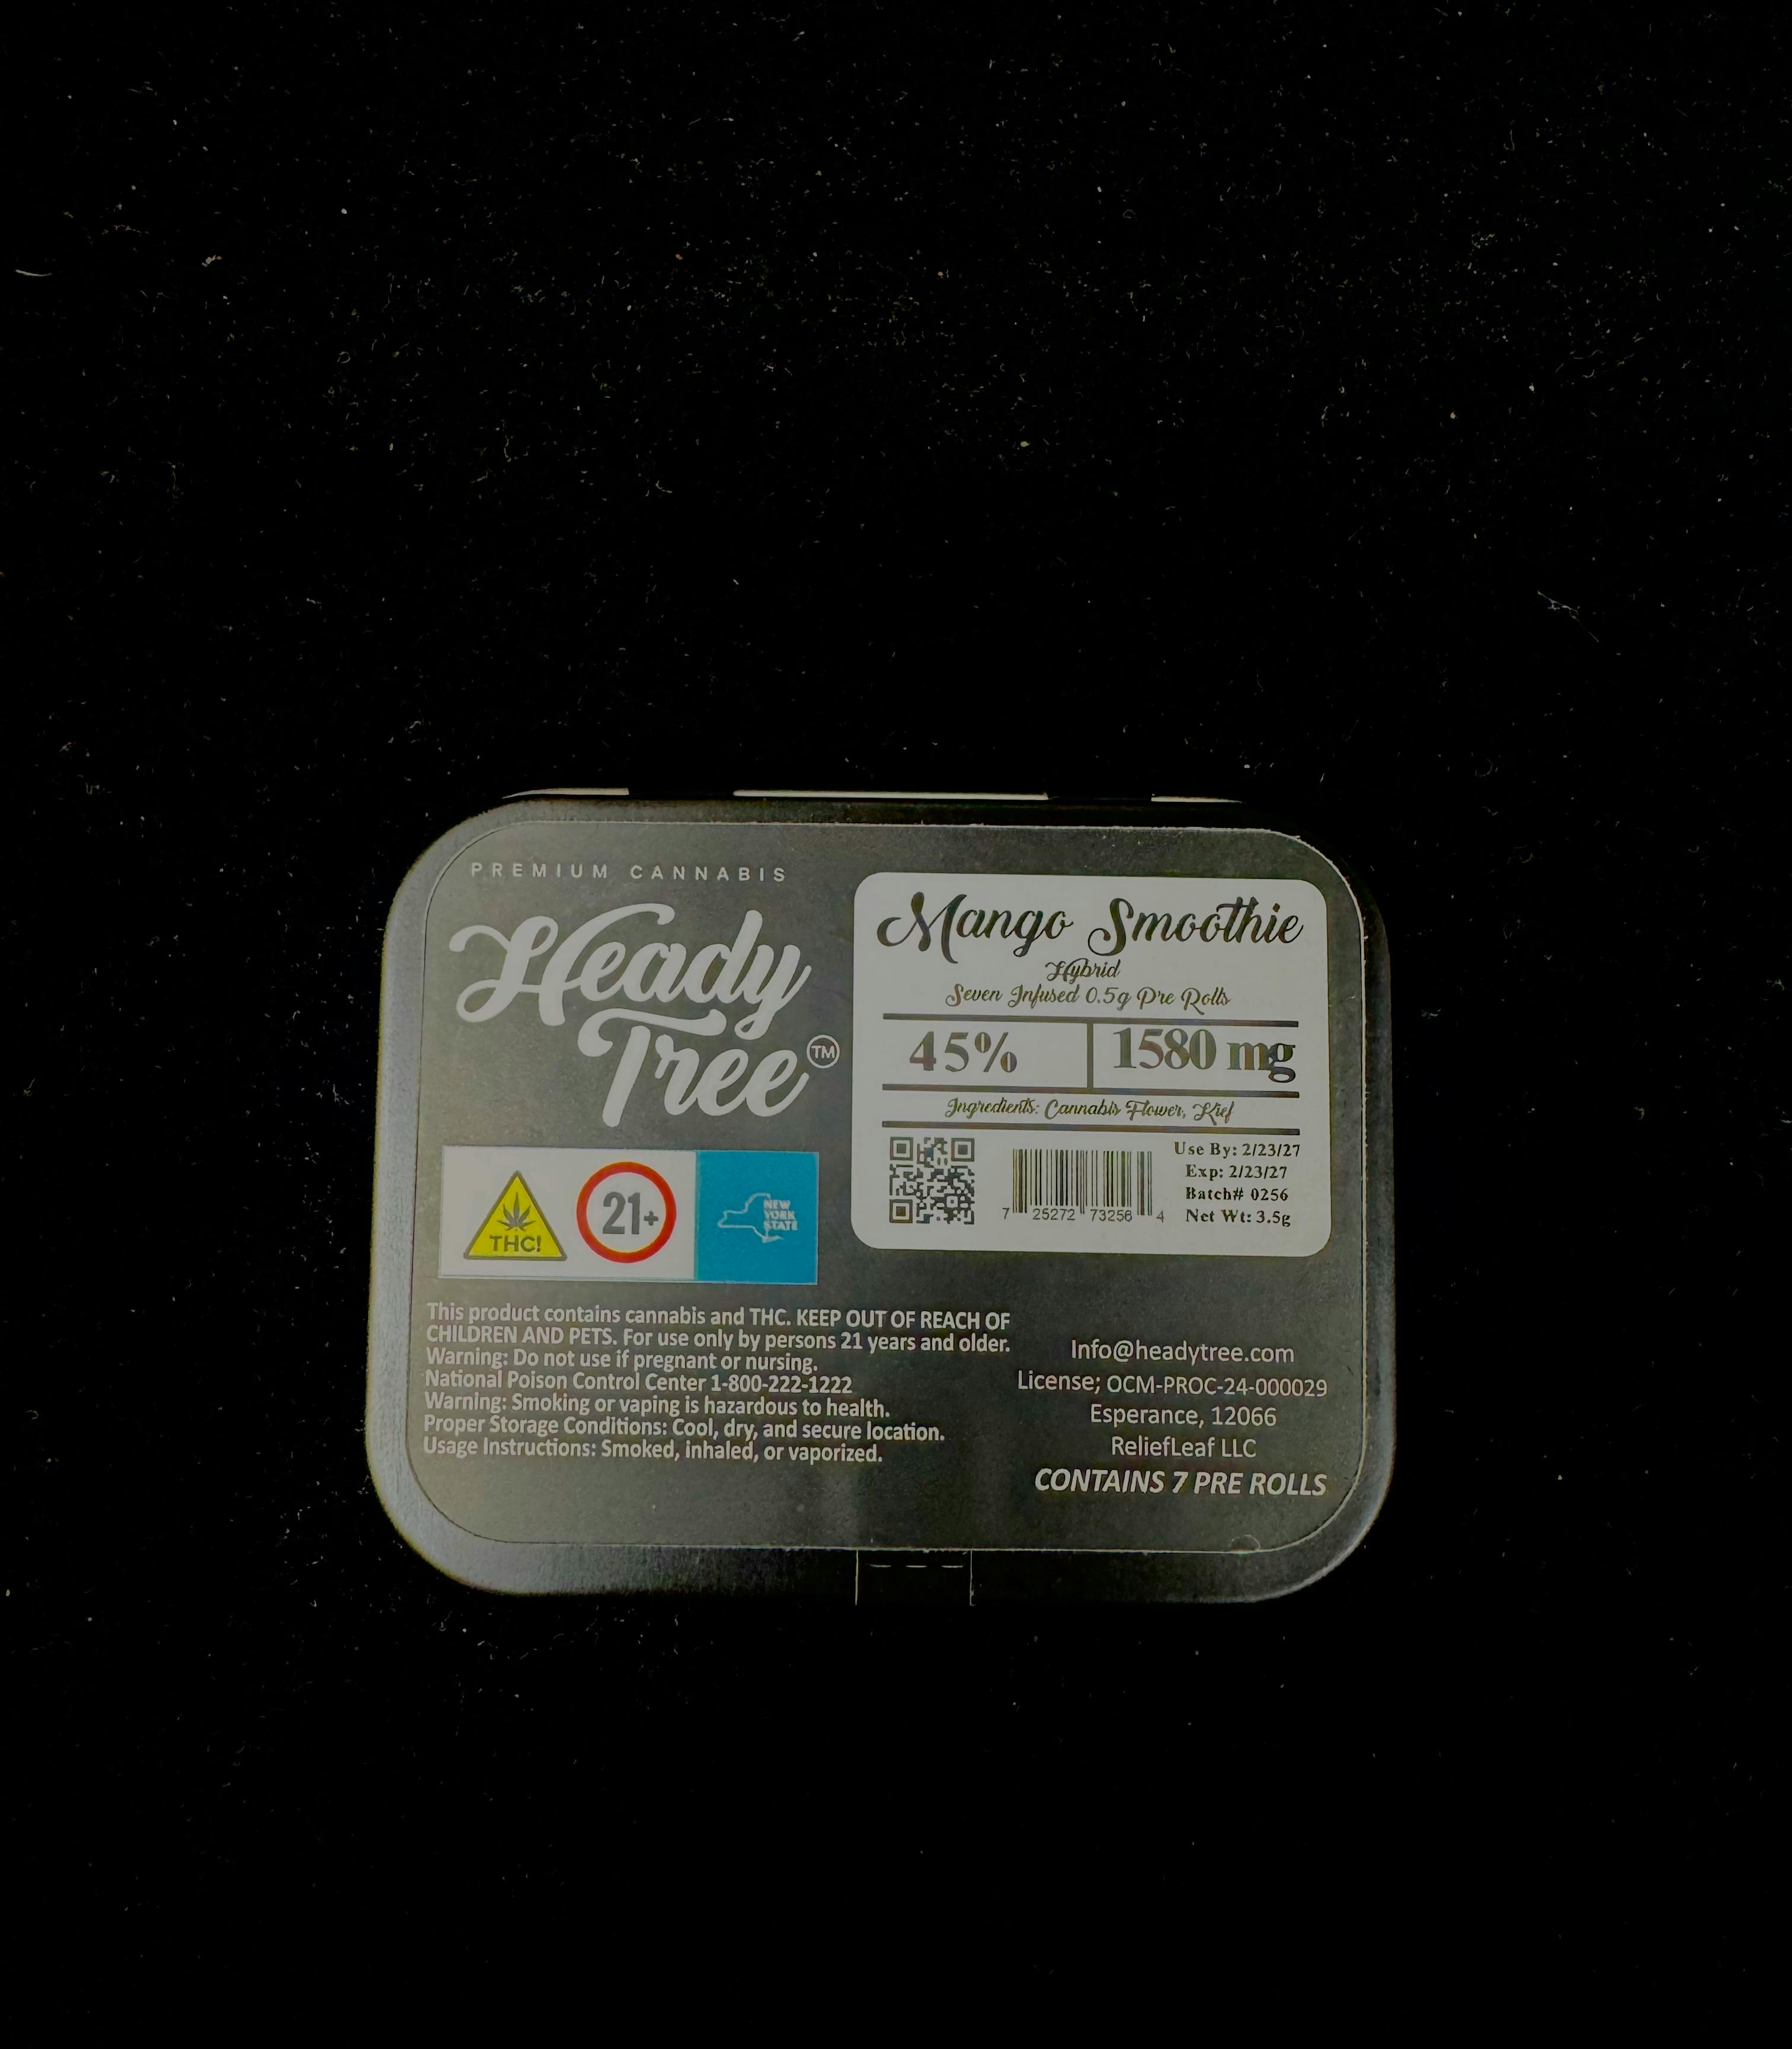 PREMIUM CANNABIS
Heady
Tree TM
THC!
21+
NEW
YORK
STATE
Mango Smoothie
Hybrid
Seven Infused 0.5g Pre Rolls
45%
1580 mg
Ingredients: Cannabis Flower, Kief
7 25272 73256 4
Use By: 2/23/27
Exp: 2/23/27
Batch# 0256
Net Wt: 3.5g
This product contains cannabis and THC. KEEP OUT OF REACH OF
CHILDREN AND PETS. For use only by persons 21 years and older.
Warning: Do not use if pregnant or nursing.
National Poison Control Center 1-800-222-1222
Warning: Smoking or vaping is hazardous to health.
Proper Storage Conditions: Cool, dry, and secure location.
Usage Instructions: Smoked, inhaled, or vaporized.
Info@headytree.com
License; OCM-PROC-24-000029
Esperance, 12066
ReliefLeaf LLC
CONTAINS 7 PRE ROLLS